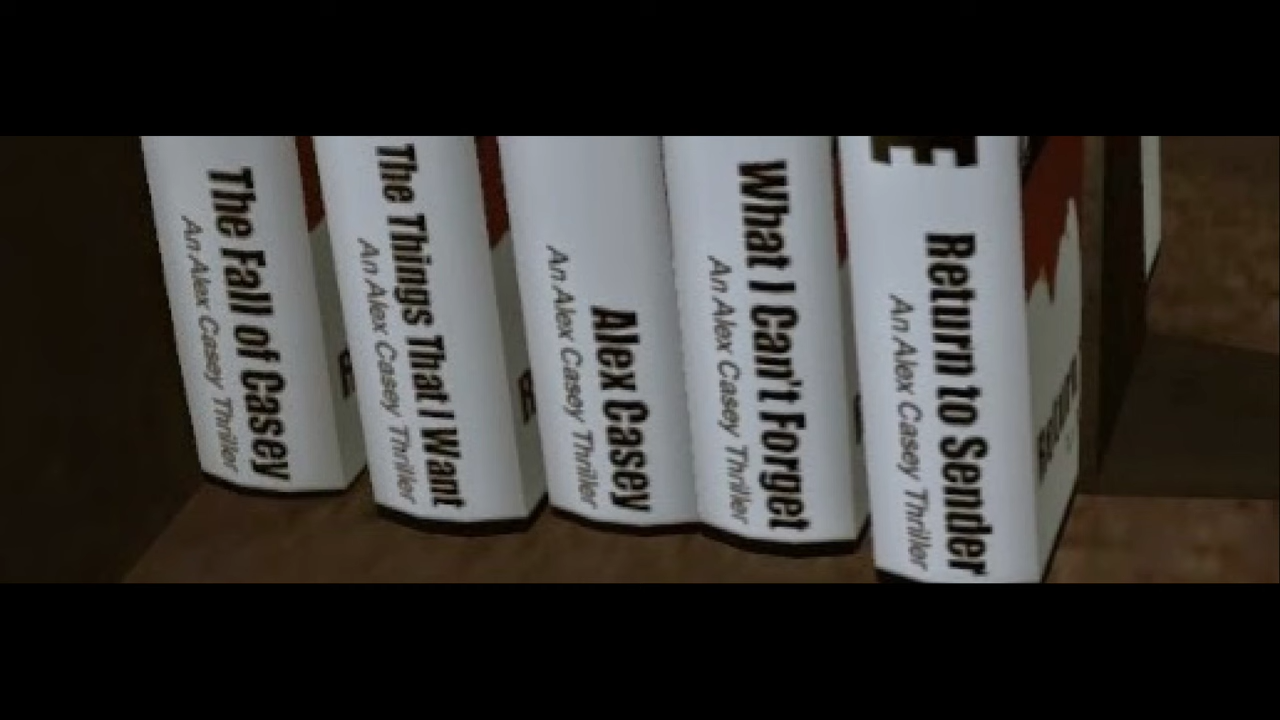 The Fall of Casey
An Alex Casey Thriller
The Things That I Want
An Alex Casey Thriller
Alex Casey
An Alex Casey Thriller
What I Can't Forget
An Alex Casey Thriller
E
Return to Sender
An Alex Casey Thriller
Return